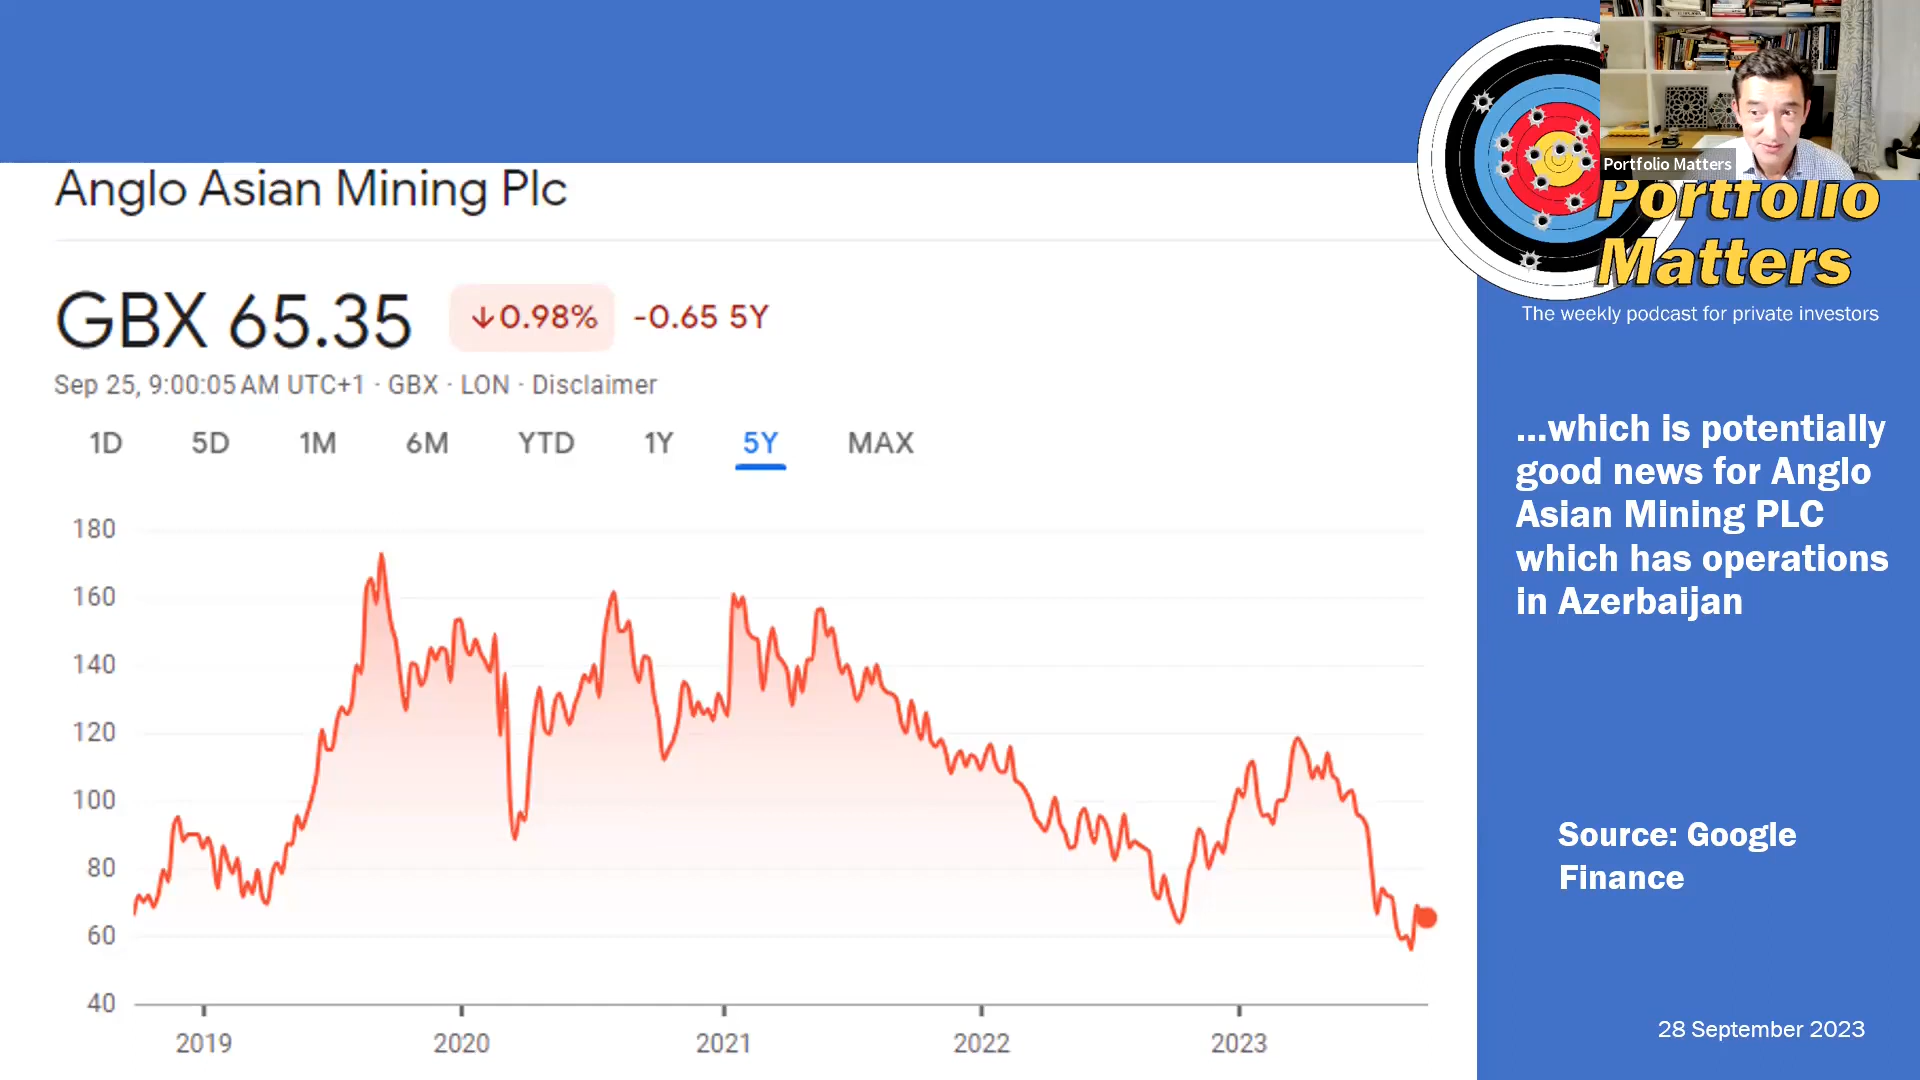 Anglo Asian Mining Plc
GBX 65.35
↓0.98%
-0.65 5Y
Sep 25, 9:00:05 AM UTC+1 · GBX · LON · Disclaimer
1D 5D 1M 6M YTD 1Y 5Y MAX
180
160
140
120
100
80
60
40
2019 2020 2021 2022 2023
Portfolio Matters
Portfolio
Matters
The weekly podcast for private investors
...which is potentially
good news for Anglo
Asian Mining PLC
which has operations
in Azerbaijan
Source: Google
Finance
28 September 2023